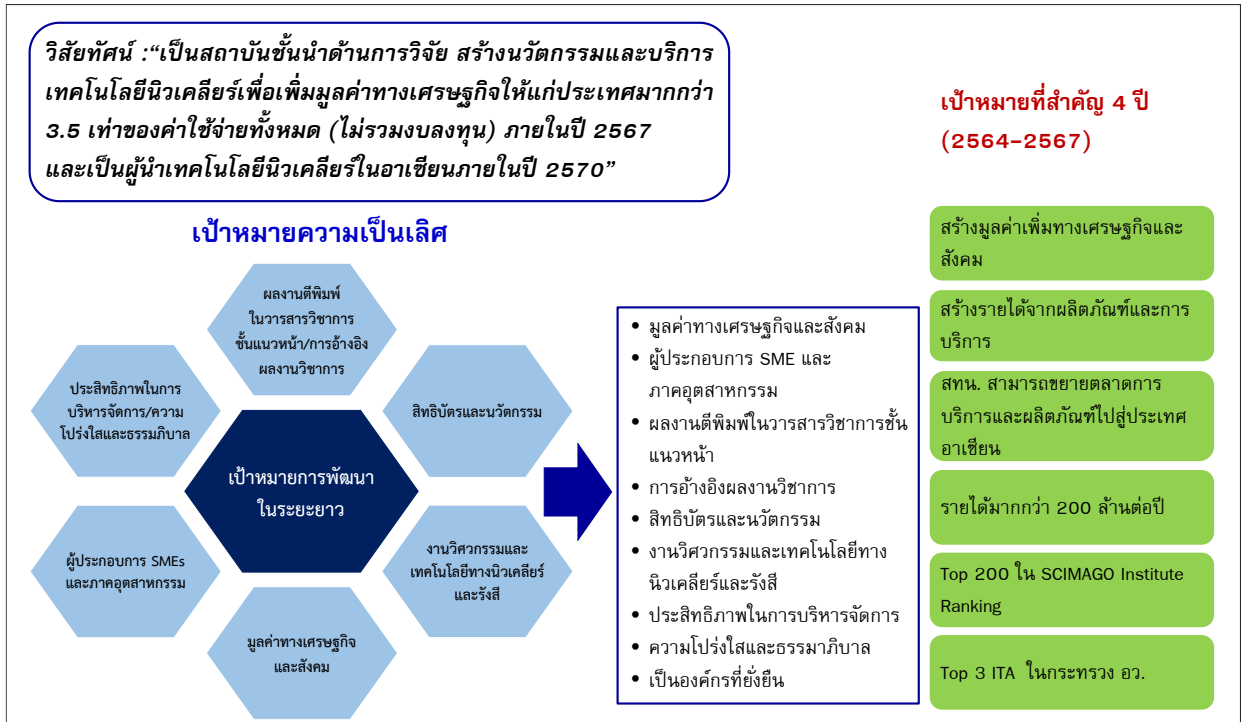 วิสัยทัศน์ :“เป็นสถาบันชั้นนำด้านการวิจัย สร้างนวัตกรรมและบริการ
เทคโนโลยีนิวเคลียร์เพื่อเพิ่มมูลค่าทางเศรษฐกิจให้แก่ประเทศมากกว่า
3.5 เท่าของค่าใช้จ่ายทั้งหมด (ไม่รวมงบลงทุน) ภายในปี 2567
และเป็นผู้นำเทคโนโลยีนิวเคลียร์ในอาเซียนภายในปี 2570”
เป้าหมายความเป็นเลิศ
ผลงานตีพิมพ์
ในวารสารวิชาการ
ชั้นแนวหน้า/การอ้างอิง
ผลงานวิชาการ
ประสิทธิภาพในการ
บริหารจัดการ/ความ
โปร่งใสและธรรมภิบาล
สิทธิบัตรและนวัตกรรม
เป้าหมายการพัฒนา
ในระยะยาว
ผู้ประกอบการ SMEs
และภาคอุตสาหกรรม
งานวิศวกรรมและ
เทคโนโลยีทางนิวเคลียร์
และรังสี
มูลค่าทางเศรษฐกิจ
และสังคม
• มูลค่าทางเศรษฐกิจและสังคม
• ผู้ประกอบการ SME และ
ภาคอุตสาหกรรม
• ผลงานตีพิมพ์ในวารสารวิชาการชั้น
แนวหน้า
• การอ้างอิงผลงานวิชาการ
• สิทธิบัตรและนวัตกรรม
• งานวิศวกรรมและเทคโนโลยีทาง
นิวเคลียร์และรังสี
• ประสิทธิภาพในการบริหารจัดการ
• ความโปร่งใสและธรรมาภิบาล
• เป็นองค์กรที่ยั่งยืน
เป้าหมายที่สำคัญ 4 ปี
(2564-2567)
สร้างมูลค่าเพิ่มทางเศรษฐกิจและ
สังคม
สร้างรายได้จากผลิตภัณฑ์และการ
บริการ
สทน. สามารถขยายตลาดการ
บริการและผลิตภัณฑ์ไปสู่ประเทศ
อาเซียน
รายได้มากกว่า 200 ล้านต่อปี
Top 200 ใน SCIMAGO Institute
Ranking
Top 3 ITA ในกระทรวง อว.